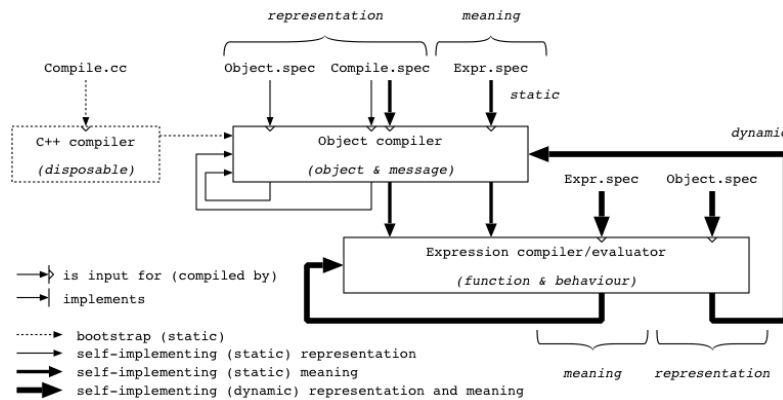 representation
meaning
Compile.cc
Object.spec
Compile.spec
Expr.spec
static
C++ compiler
(disposable)
Object compiler
(object & message)
dynamic
Expr.spec
Object.spec
Expression compiler/evaluator
(function & behaviour)
is input for (compiled by)
implements
bootstrap (static)
self-implementing (static) representation
self-implementing (static) meaning
self-implementing (dynamic) representation and meaning
meaning
representation